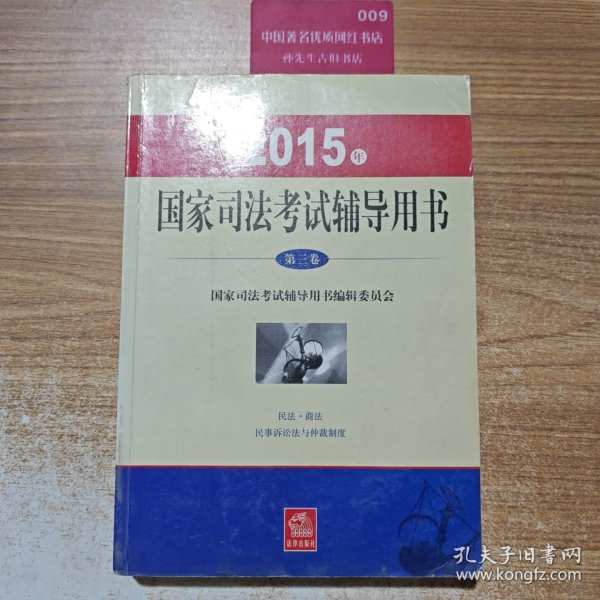 009
中国著名优质网红书店
孙先生古旧书店
2015年
国家司法考试辅导用书
第三卷
国家司法考试辅导用书编辑委员会
民法·商法
民事诉讼法与仲裁制度
法律出版社
孔夫子旧书网
www.kongfz.com